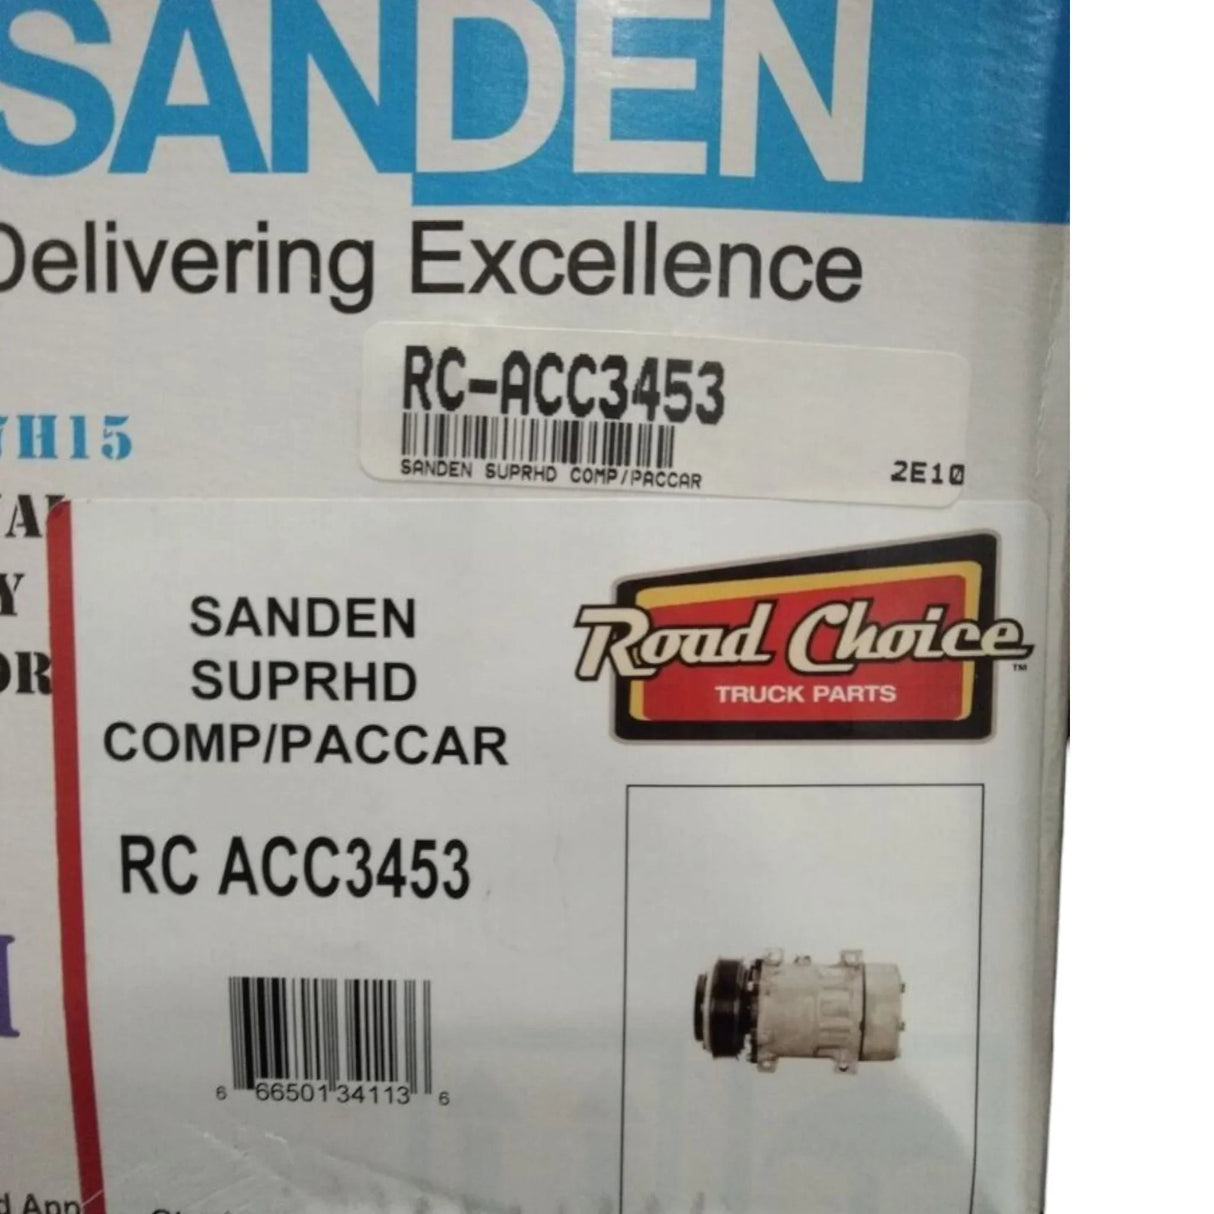 SANDEN
Delivering Excellence
RC-ACC3453
SANDEN SUPRHD COMP/PACCAR
2E10
H15
Road Choice
TM
TRUCK PARTS
SANDEN
SUPRHD
COMP/PACCAR
RC ACC3453
6 66501 34113 6